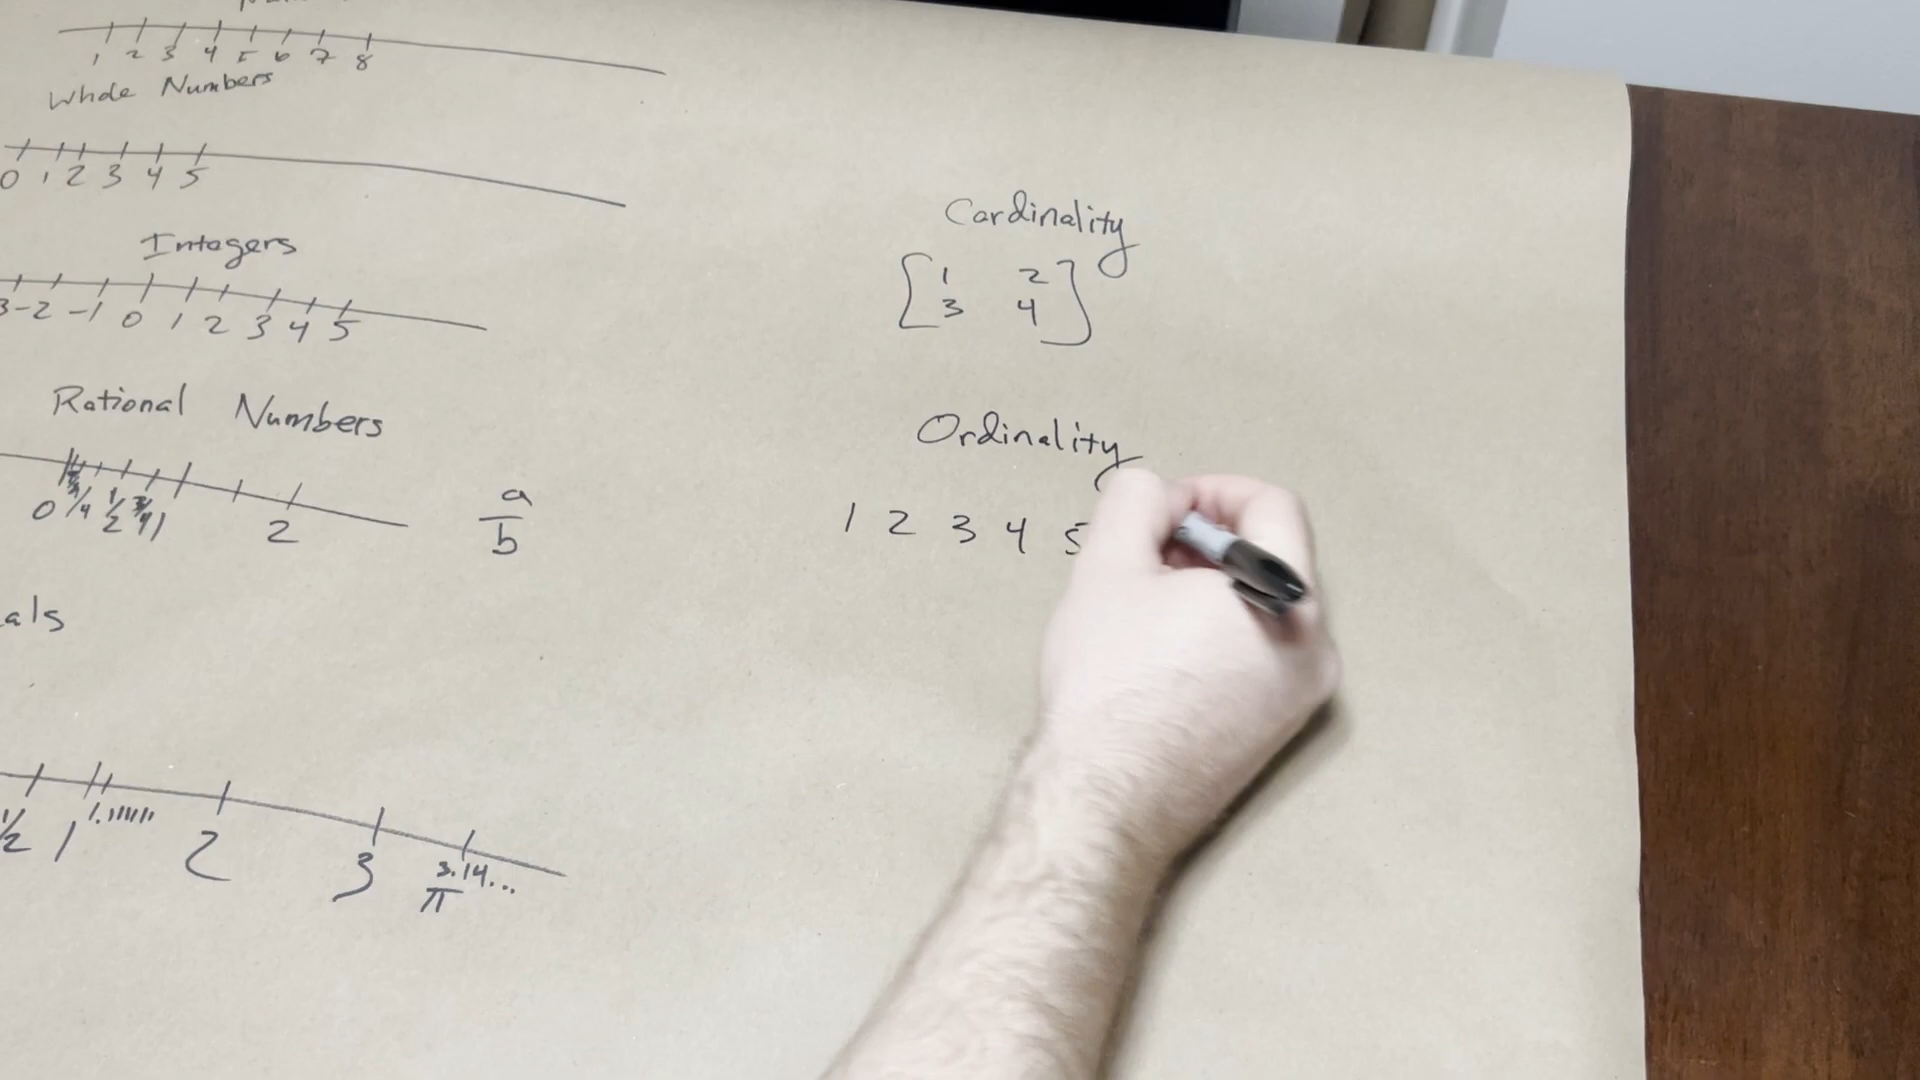 1 2 3 4 5 6 7 8
Whole Numbers
0 1 2 3 4 5
Intagers
3 -2 -1 0 1 2 3 4 5
Rational Numbers
0 1/4 1/2 3/4 1 2
a
b
als
1/2 1 1.111111 2 3 3.14...
π
Cardinality
1 2
3 4
Ordinality
1 2 3 4 5